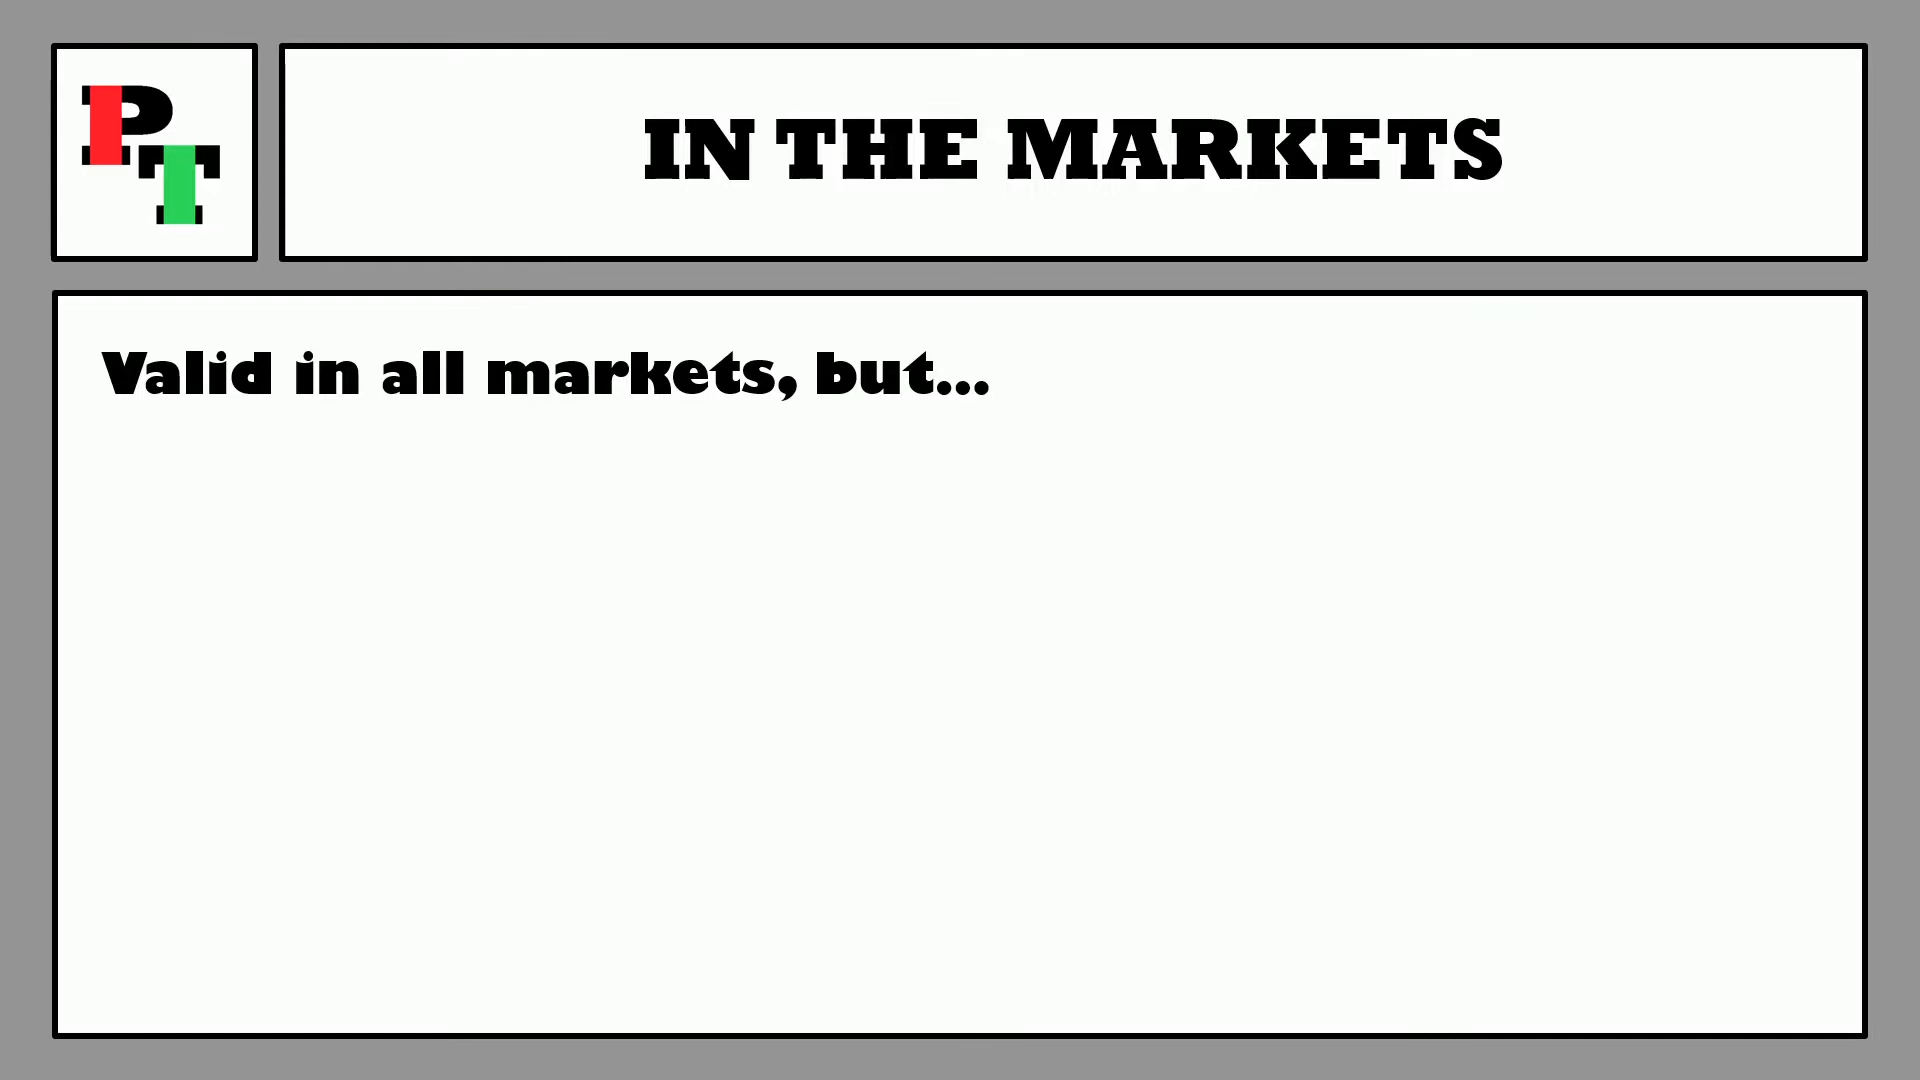 PT
IN THE MARKETS
Valid in all markets, but...